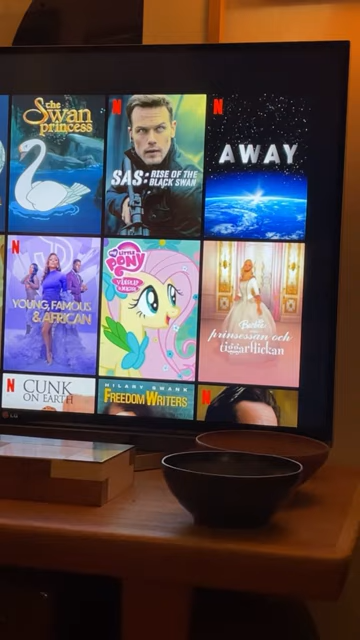 the
Swan
princess
N
SAS: RISE OF THE
BLACK SWAN
N
AWAY
N
YOUNG, FAMOUS
& AFRICAN
MY LITTLE
PONY
Barbie
prinsessan och
tiggarflickan
N
CUNK
ON EARTH
HILARY SWANK
FREEDOM WRITERS
N
LG